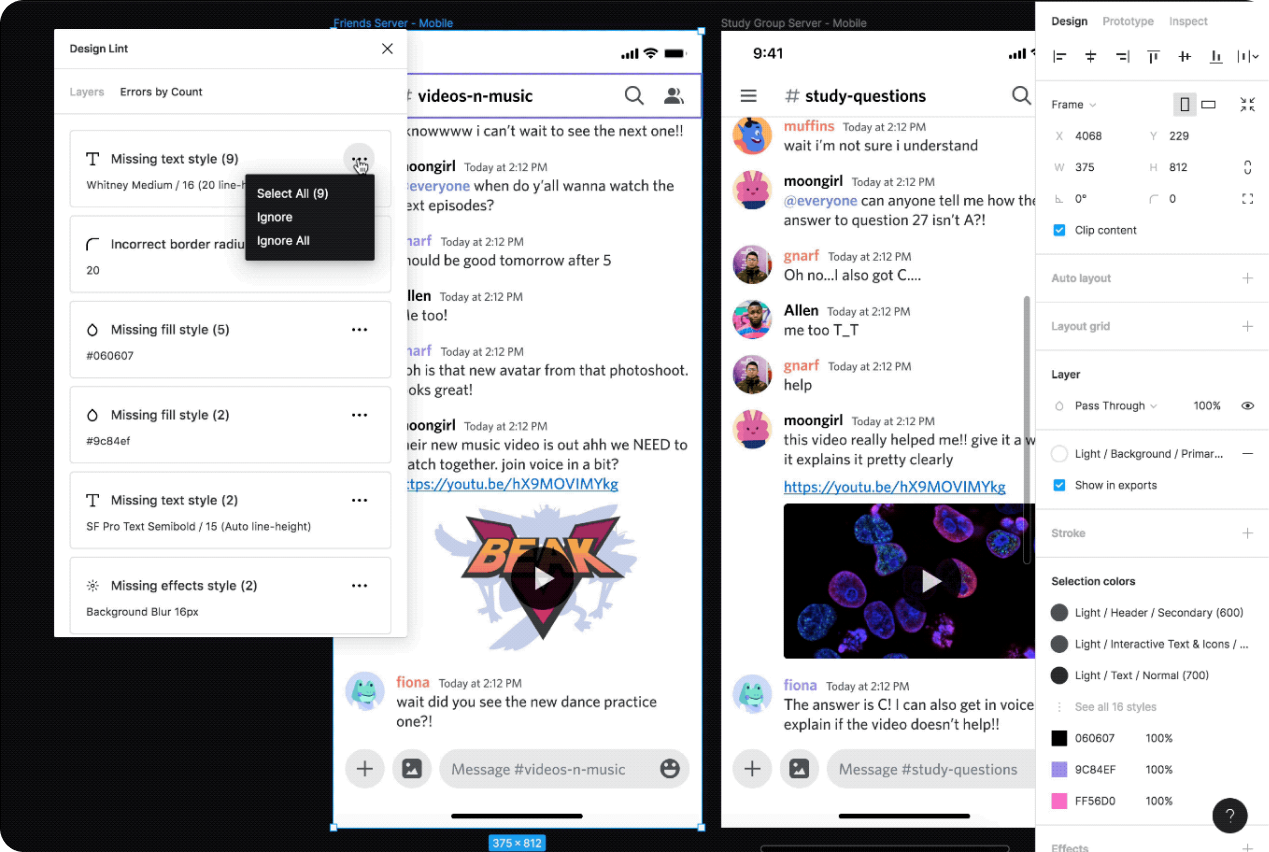 Friends Server - Mobile
Study Group Server - Mobile
Design Lint
Layers Errors by Count
Missing text style (9)
Whitney Medium / 16 (20 line-h
Select All (9)
Ignore
Ignore All
Incorrect border radiu
20
Missing fill style (5)
#060607
Missing fill style (2)
#9c84ef
Missing text style (2)
SF Pro Text Semibold / 15 (Auto line-height)
Missing effects style (2)
Background Blur 16px
# videos-n-music
knowwww i can't wait to see the next one!!
oongirl Today at 2:12 PM
@everyone when do y'all wanna watch the
ext episodes?
narf Today at 2:12 PM
hould be good tomorrow after 5
llen Today at 2:12 PM
e too!
narf Today at 2:12 PM
oh is that new avatar from that photoshoot.
oks great!
oongirl Today at 2:12 PM
heir new music video is out ahh we NEED to
atch together. join voice in a bit?
ttps://youtu.be/hX9MOVIMYkg
BEAK
fiona Today at 2:12 PM
wait did you see the new dance practice
one?!
Message #videos-n-music
375 × 812
9:41
# study-questions
muffins Today at 2:12 PM
wait i'm not sure i understand
moongirl Today at 2:12 PM
@everyone can anyone tell me how the
answer to question 27 isn't A?!
gnarf Today at 2:12 PM
Oh no...I also got C....
Allen Today at 2:12 PM
me too T_T
gnarf Today at 2:12 PM
help
moongirl Today at 2:12 PM
this video really helped me!! give it a w
it explains it pretty clearly
https://youtu.be/hX9MOVIMYkg
fiona Today at 2:12 PM
The answer is C! I can also get in voice
explain if the video doesn't help!!
Message #study-questions
Design Prototype Inspect
Frame
X 4068 Y 229
W 375 H 812
0° 0
Clip content
Auto layout
Layout grid
Layer
Pass Through 100%
Light / Background / Primar...
Show in exports
Stroke
Selection colors
Light / Header / Secondary (600)
Light / Interactive Text & Icons / ...
Light / Text / Normal (700)
See all 16 styles
060607 100%
9C84EF 100%
FF56D0 100%
?
Effects